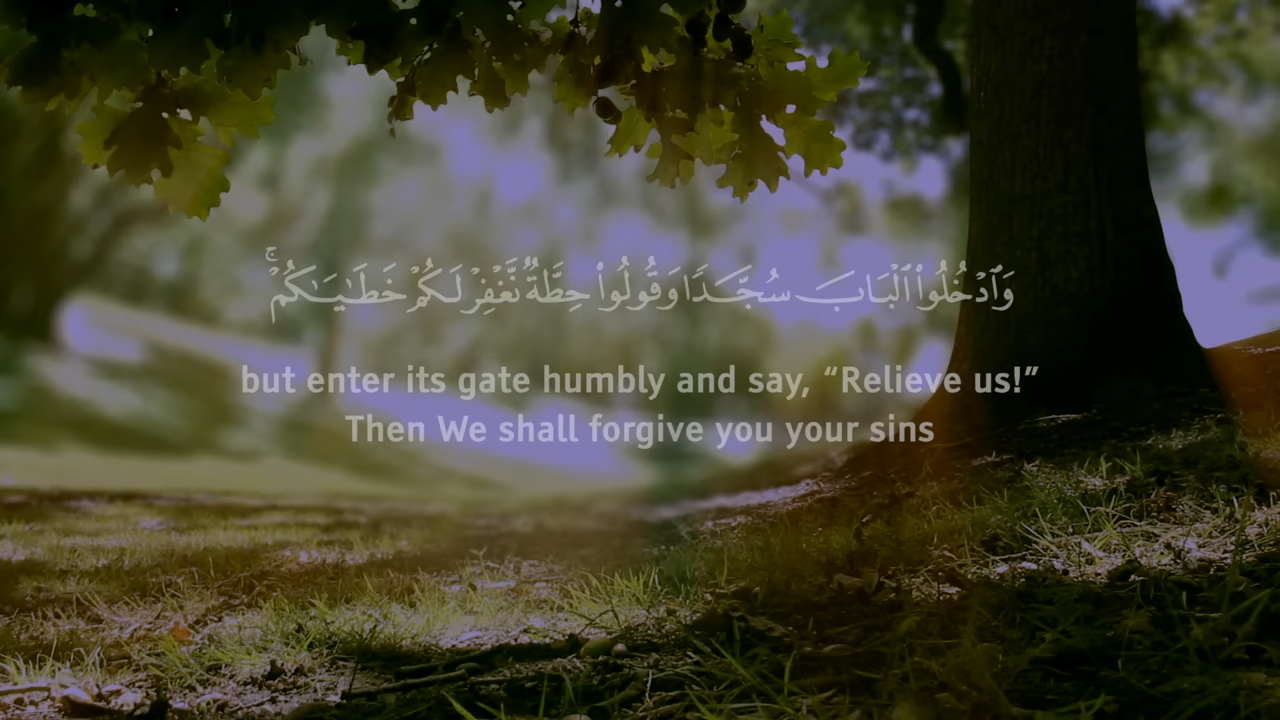 وَٱدۡخُلُواْ ٱلۡبَابَ سُجَّدٗا وَقُولُواْ حِطَّةٞ نَّغۡفِرۡ لَكُمۡ خَطَٰيَٰكُمۡۚ
but enter its gate humbly and say, “Relieve us!”
Then We shall forgive you your sins